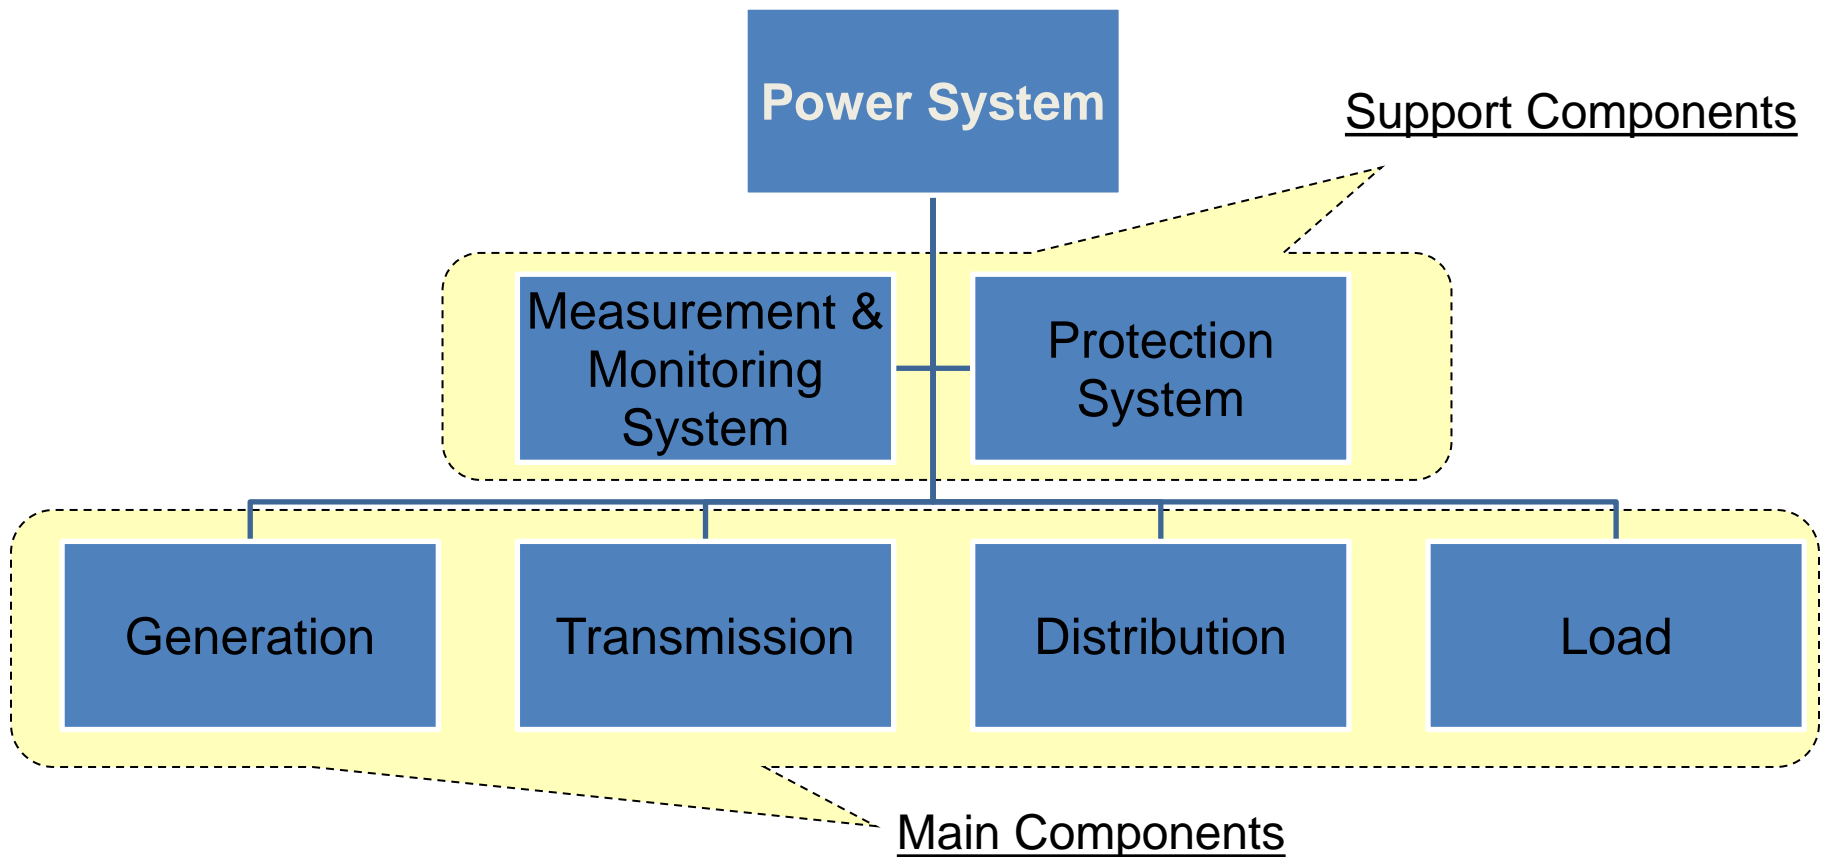 Power System
Support Components
Measurement &
Monitoring
System
Protection
System
Generation
Transmission
Distribution
Load
Main Components